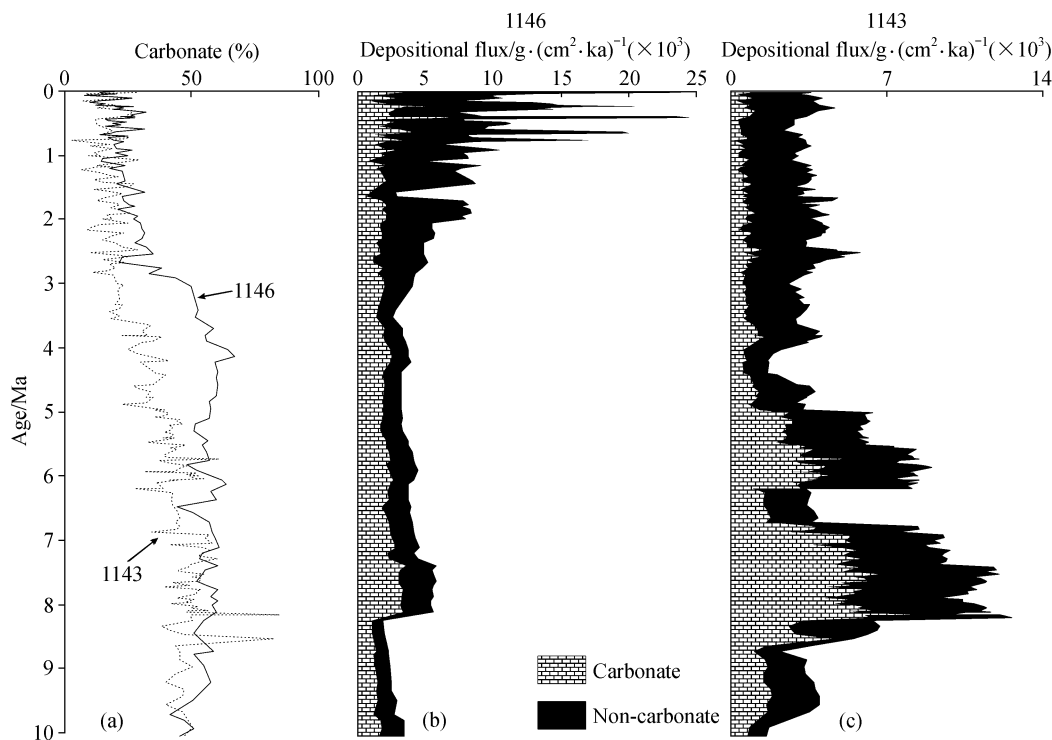 1146
1143
Carbonate (%)
Depositional flux/g·(cm²·ka)⁻¹(×10³)
Depositional flux/g·(cm²·ka)⁻¹(×10³)
0 50 100
0 5 10 15 20 25
0 7 14
Age/Ma
0
1
2
3
4
5
6
7
8
9
10
1146
1143
Carbonate
Non-carbonate
(a)
(b)
(c)